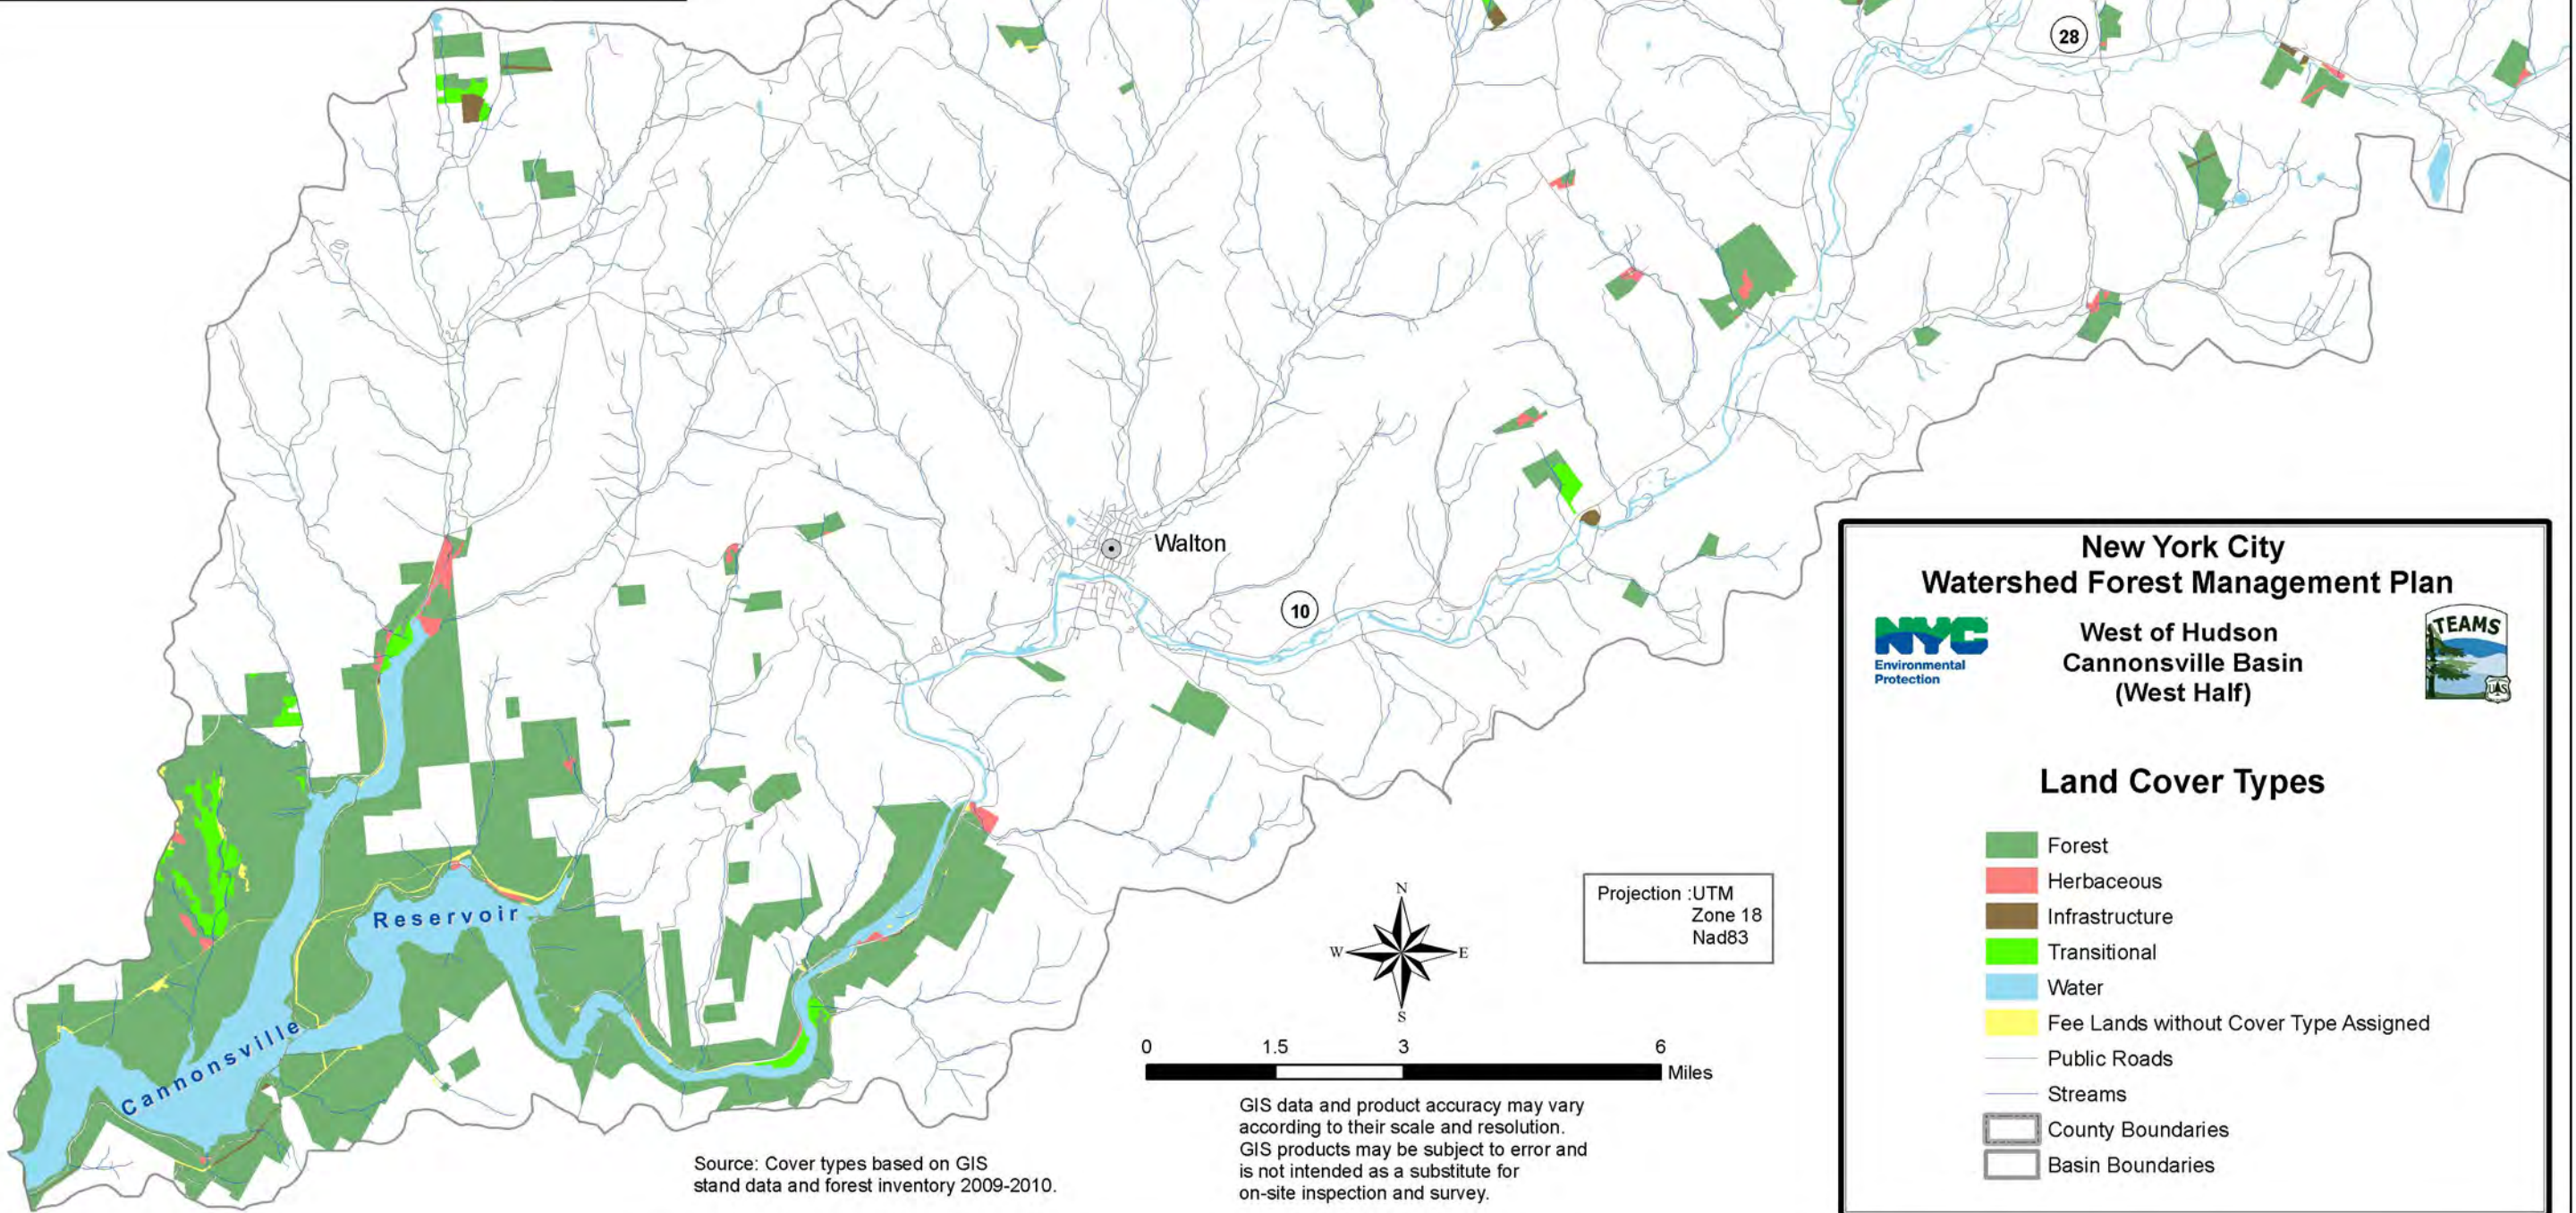 28
Walton
10
Reservoir
Cannonsville
New York City
Watershed Forest Management Plan
NYC
Environmental
Protection
West of Hudson
Cannonsville Basin
(West Half)
TEAMS
UAS
Land Cover Types
Forest
Herbaceous
Infrastructure
Transitional
Water
Fee Lands without Cover Type Assigned
Public Roads
Streams
County Boundaries
Basin Boundaries
Projection :UTM
Zone 18
Nad83
N
W
E
S
0 1.5 3 6
Miles
GIS data and product accuracy may vary
according to their scale and resolution.
GIS products may be subject to error and
is not intended as a substitute for
on-site inspection and survey.
Source: Cover types based on GIS
stand data and forest inventory 2009-2010.